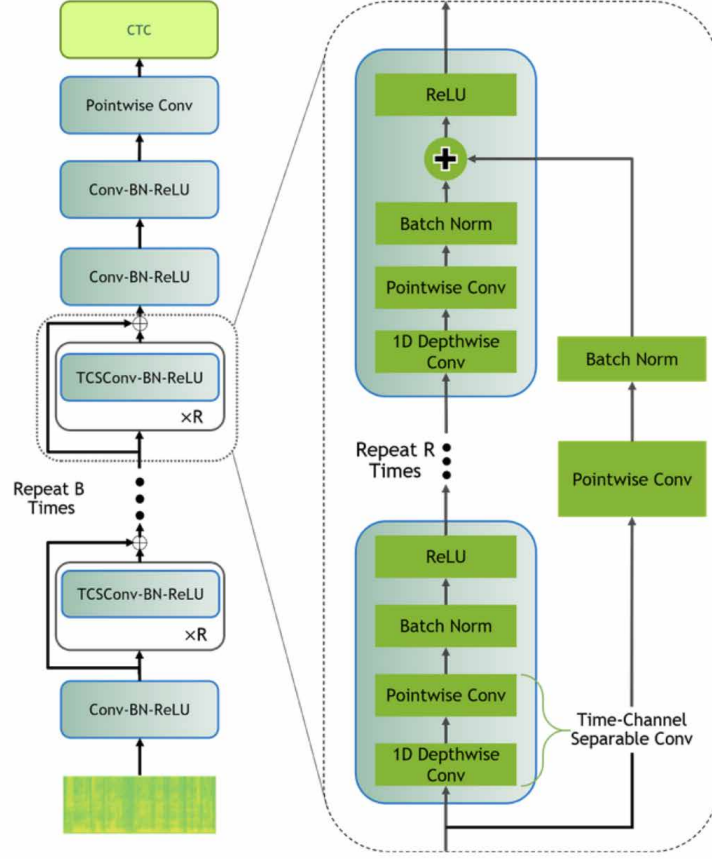 CTC
Pointwise Conv
Conv-BN-ReLU
Conv-BN-ReLU
TCSConv-BN-ReLU
×R
Repeat B
Times
TCSConv-BN-ReLU
×R
Conv-BN-ReLU
ReLU
+
Batch Norm
Pointwise Conv
1D Depthwise
Conv
Repeat R
Times
ReLU
Batch Norm
Pointwise Conv
1D Depthwise
Conv
Time-Channel
Separable Conv
Batch Norm
Pointwise Conv